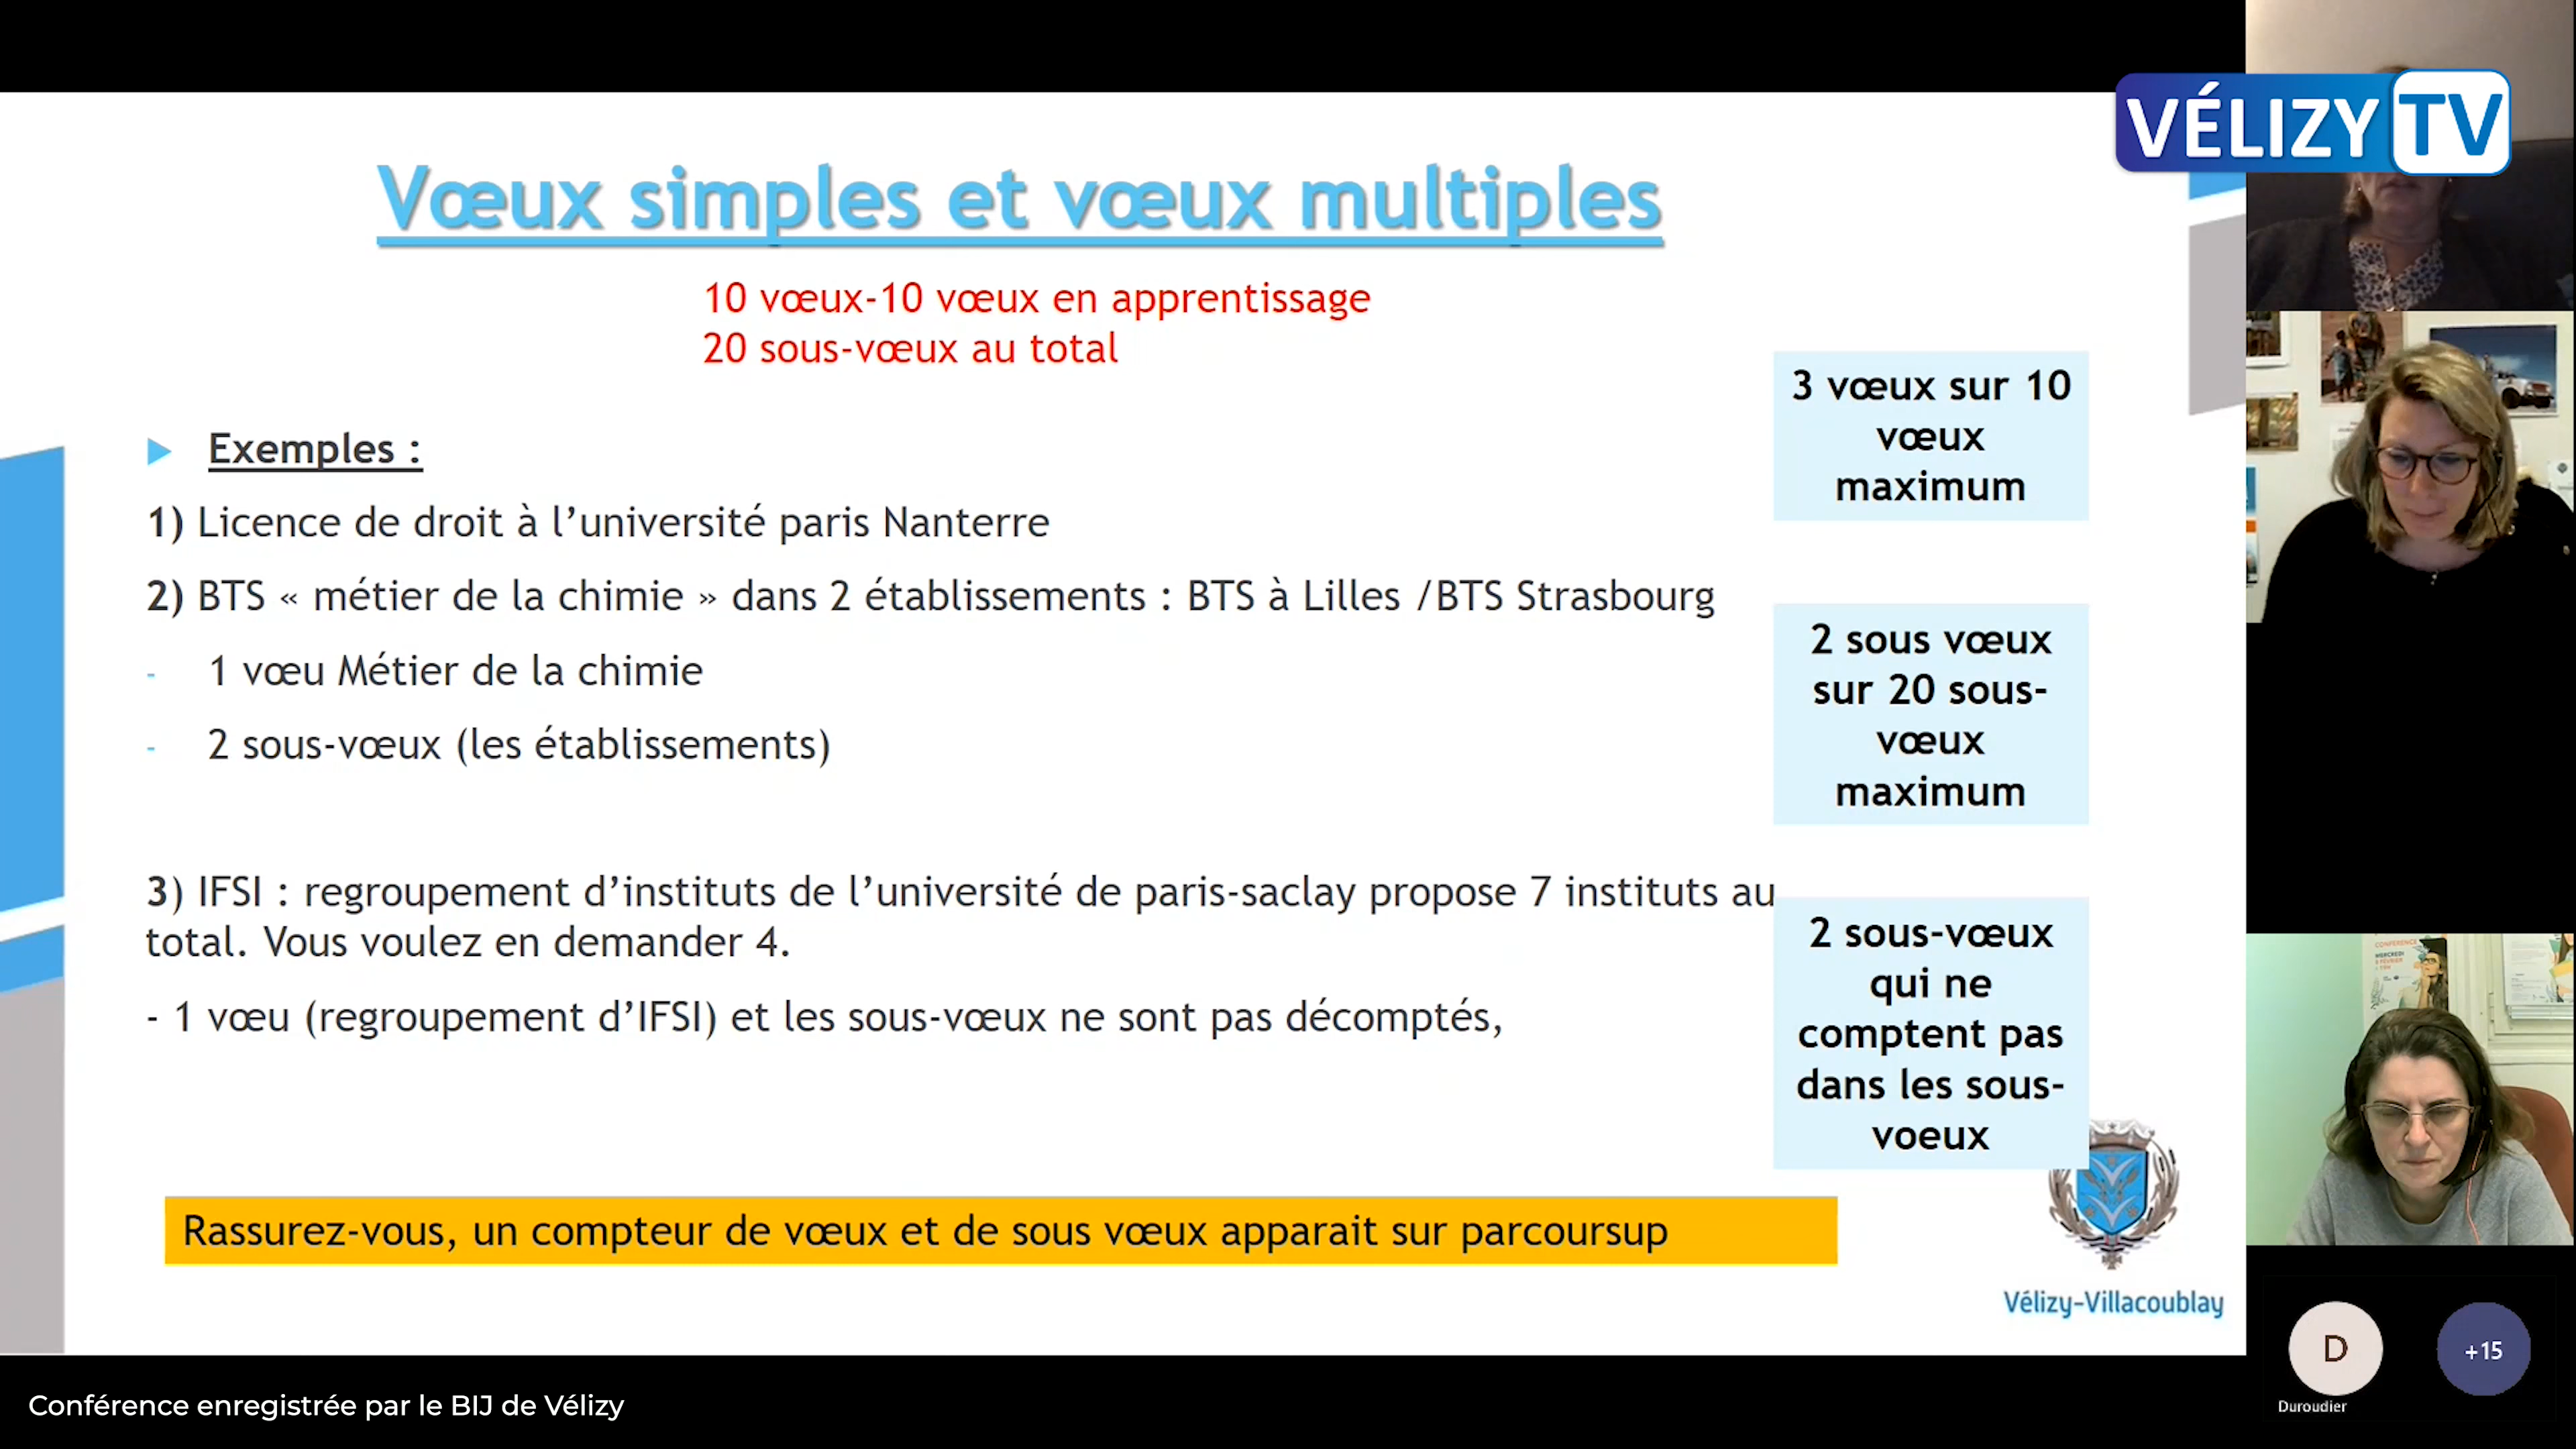 VÉLIZY TV
Vœux simples et vœux multiples
10 vœux-10 vœux en apprentissage
20 sous-vœux au total
Exemples :
1) Licence de droit à l’université paris Nanterre
2) BTS « métier de la chimie » dans 2 établissements : BTS à Lilles /BTS Strasbourg
- 1 vœu Métier de la chimie
- 2 sous-vœux (les établissements)
3) IFSI : regroupement d’instituts de l’université de paris-saclay propose 7 instituts au
total. Vous voulez en demander 4.
- 1 vœu (regroupement d’IFSI) et les sous-vœux ne sont pas décomptés,
3 vœux sur 10
vœux
maximum
2 sous vœux
sur 20 sous-
vœux
maximum
2 sous-vœux
qui ne
comptent pas
dans les sous-
voeux
Rassurez-vous, un compteur de vœux et de sous vœux apparait sur parcoursup
Vélizy-Villacoublay
CONFÉRENCE
MERCREDI
D
+15
Duroudier
Conférence enregistrée par le BIJ de Vélizy